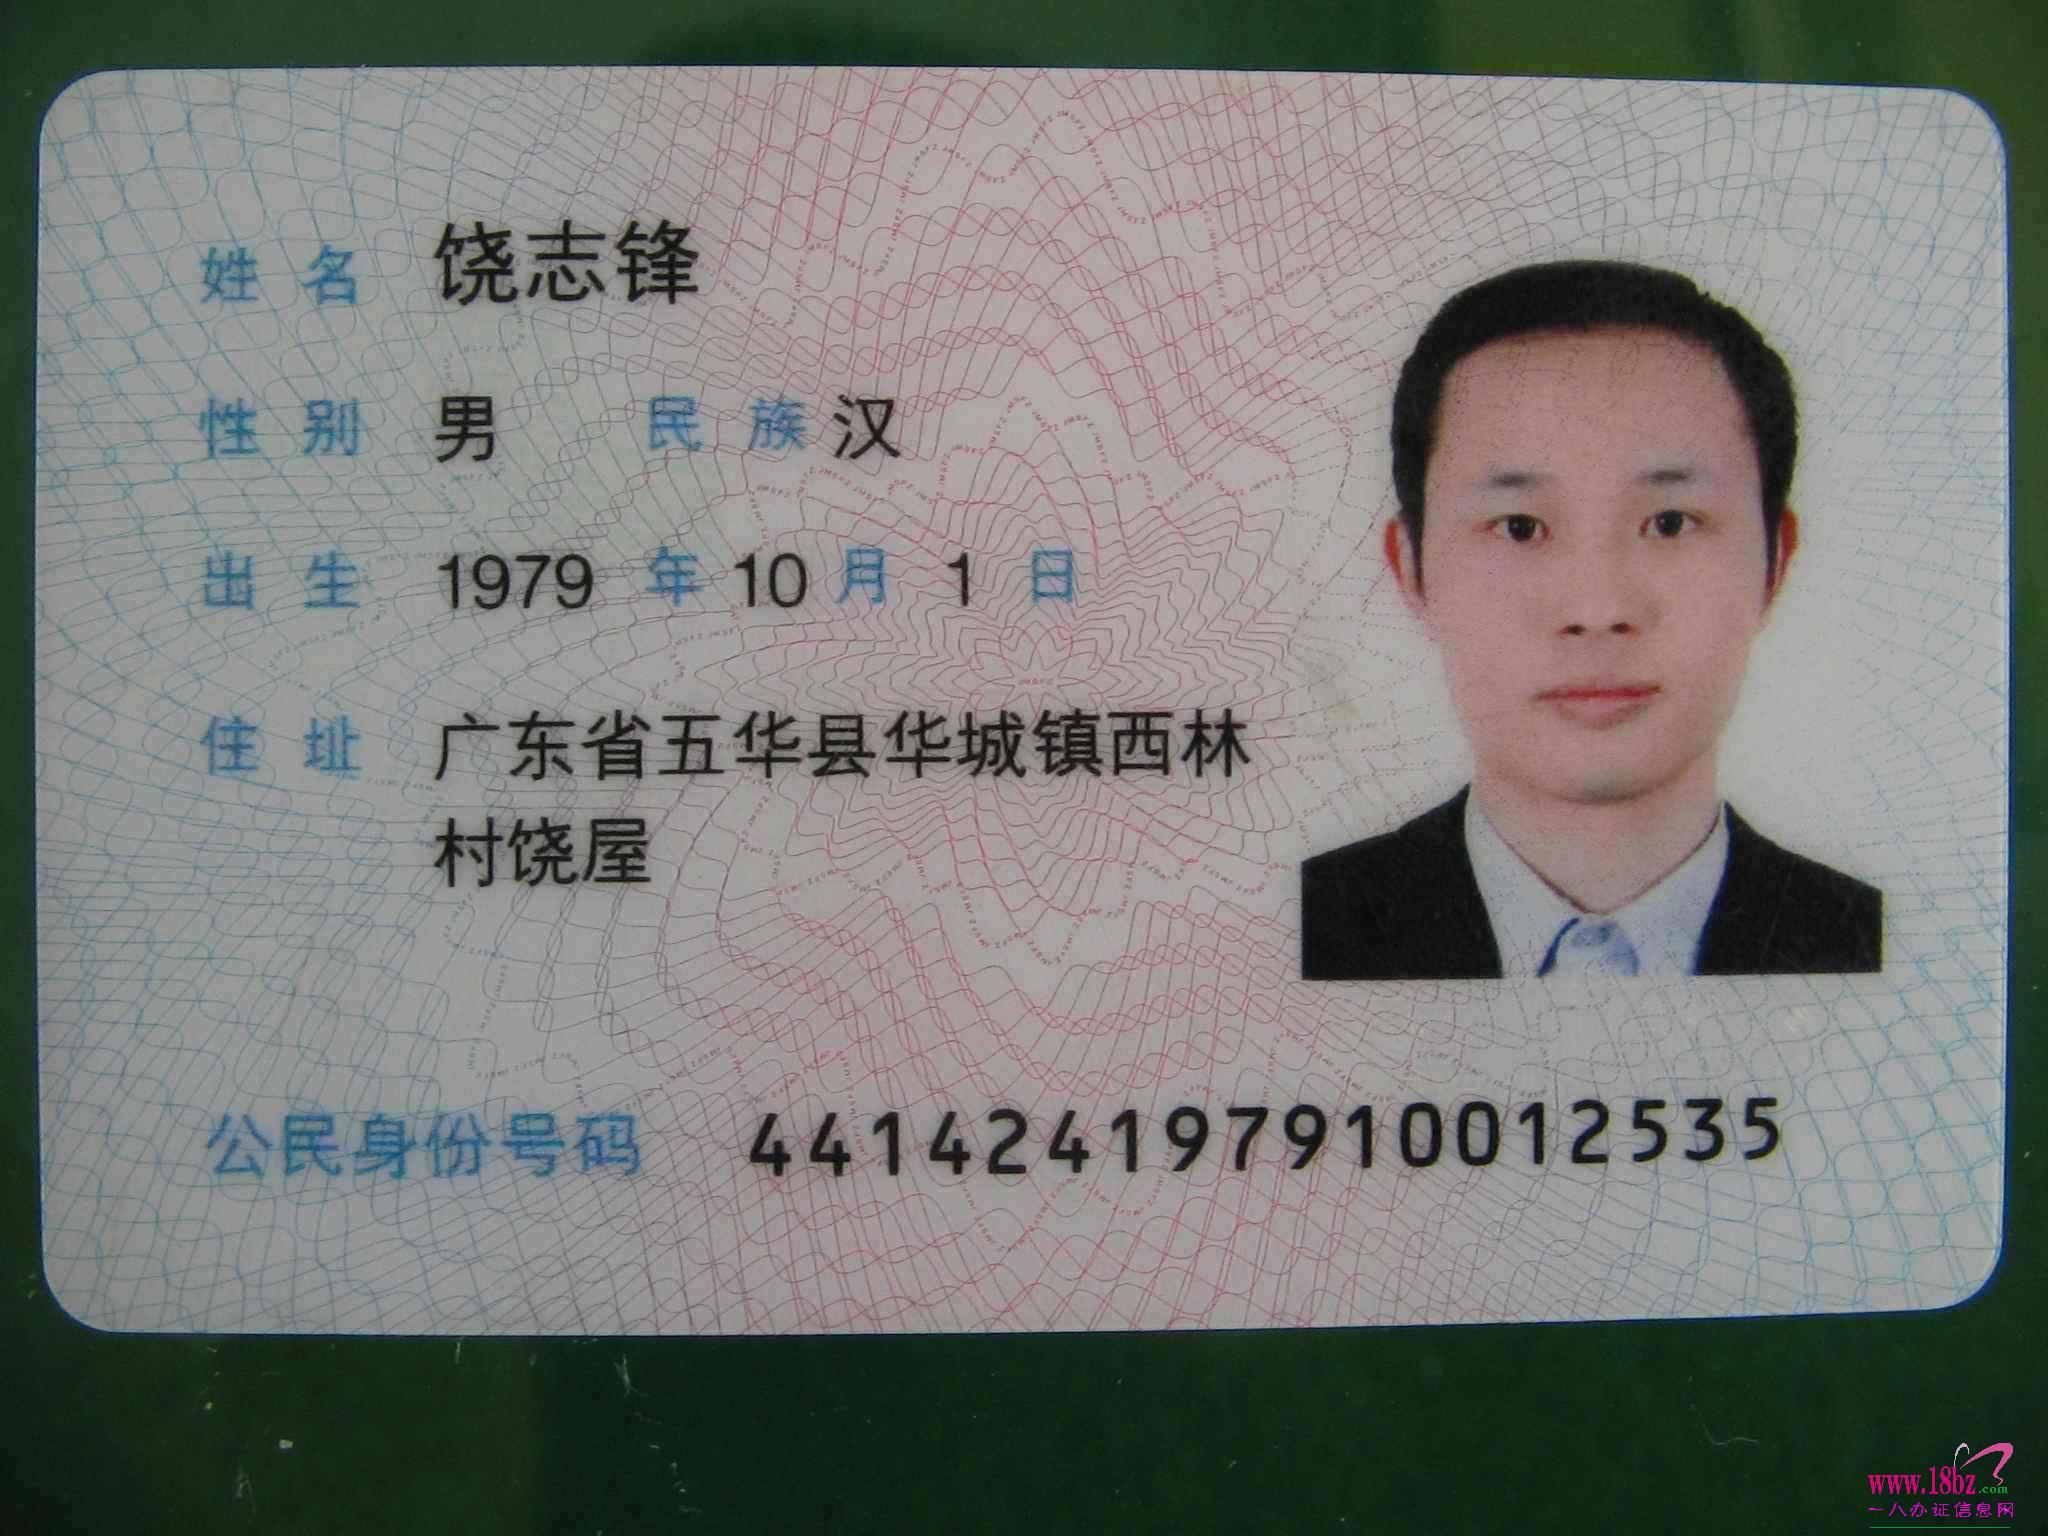 姓名 饶志锋
性别 男 民族 汉
出生 1979 年 10 月 1 日
住址 广东省五华县华城镇西林
村饶屋
公民身份号码 441424197910012535
www.18bz.com
一八办证信息网